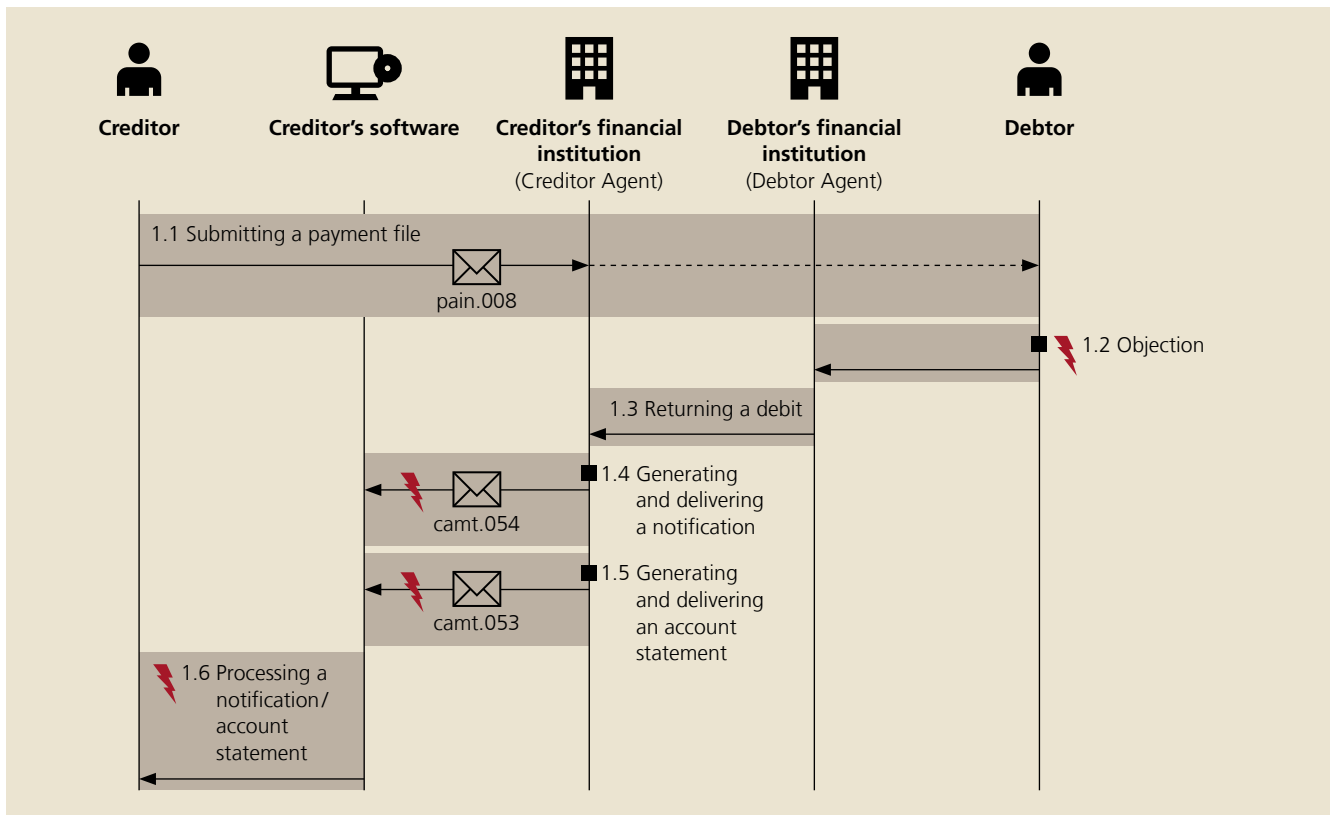 Creditor
Creditor's software
Creditor's financial
institution
(Creditor Agent)
Debtor's financial
institution
(Debtor Agent)
Debtor
1.1 Submitting a payment file
pain.008
1.2 Objection
1.3 Returning a debit
1.4 Generating
and delivering
a notification
camt.054
1.5 Generating
and delivering
an account
statement
camt.053
1.6 Processing a
notification/
account
statement